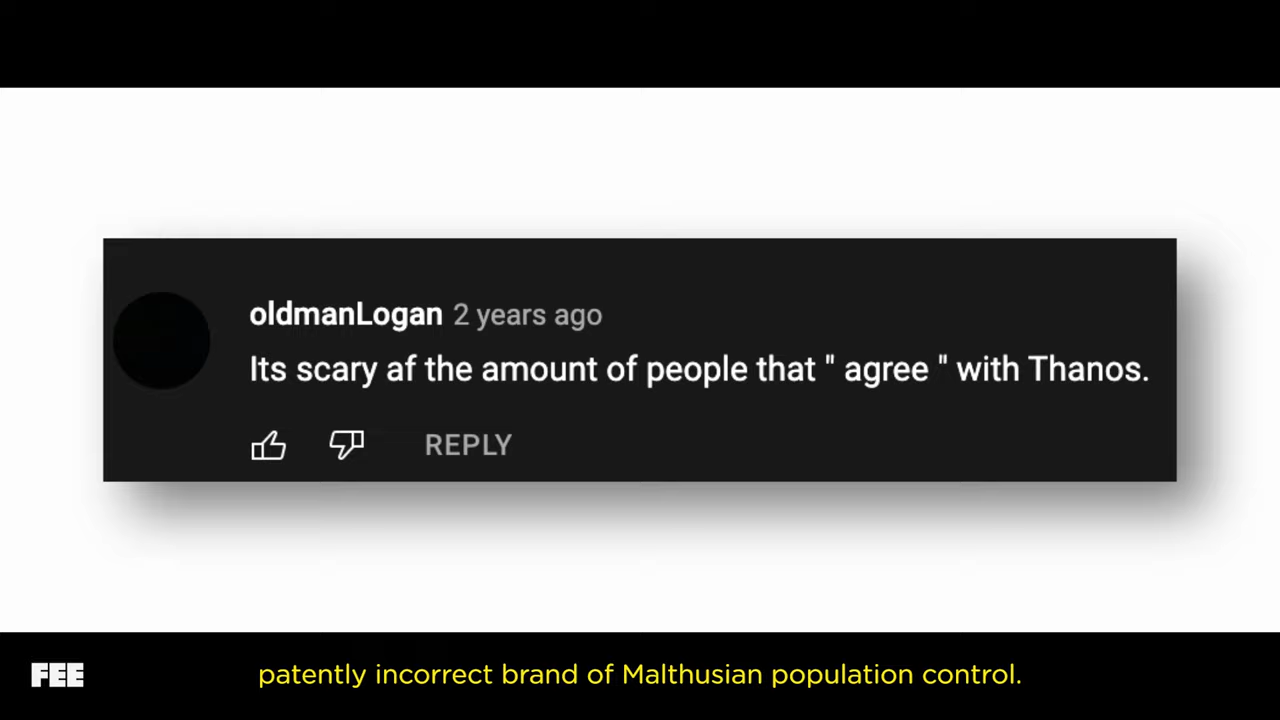 oldmanLogan 2 years ago
Its scary af the amount of people that " agree " with Thanos.
REPLY
FEE
patently incorrect brand of Malthusian population control.